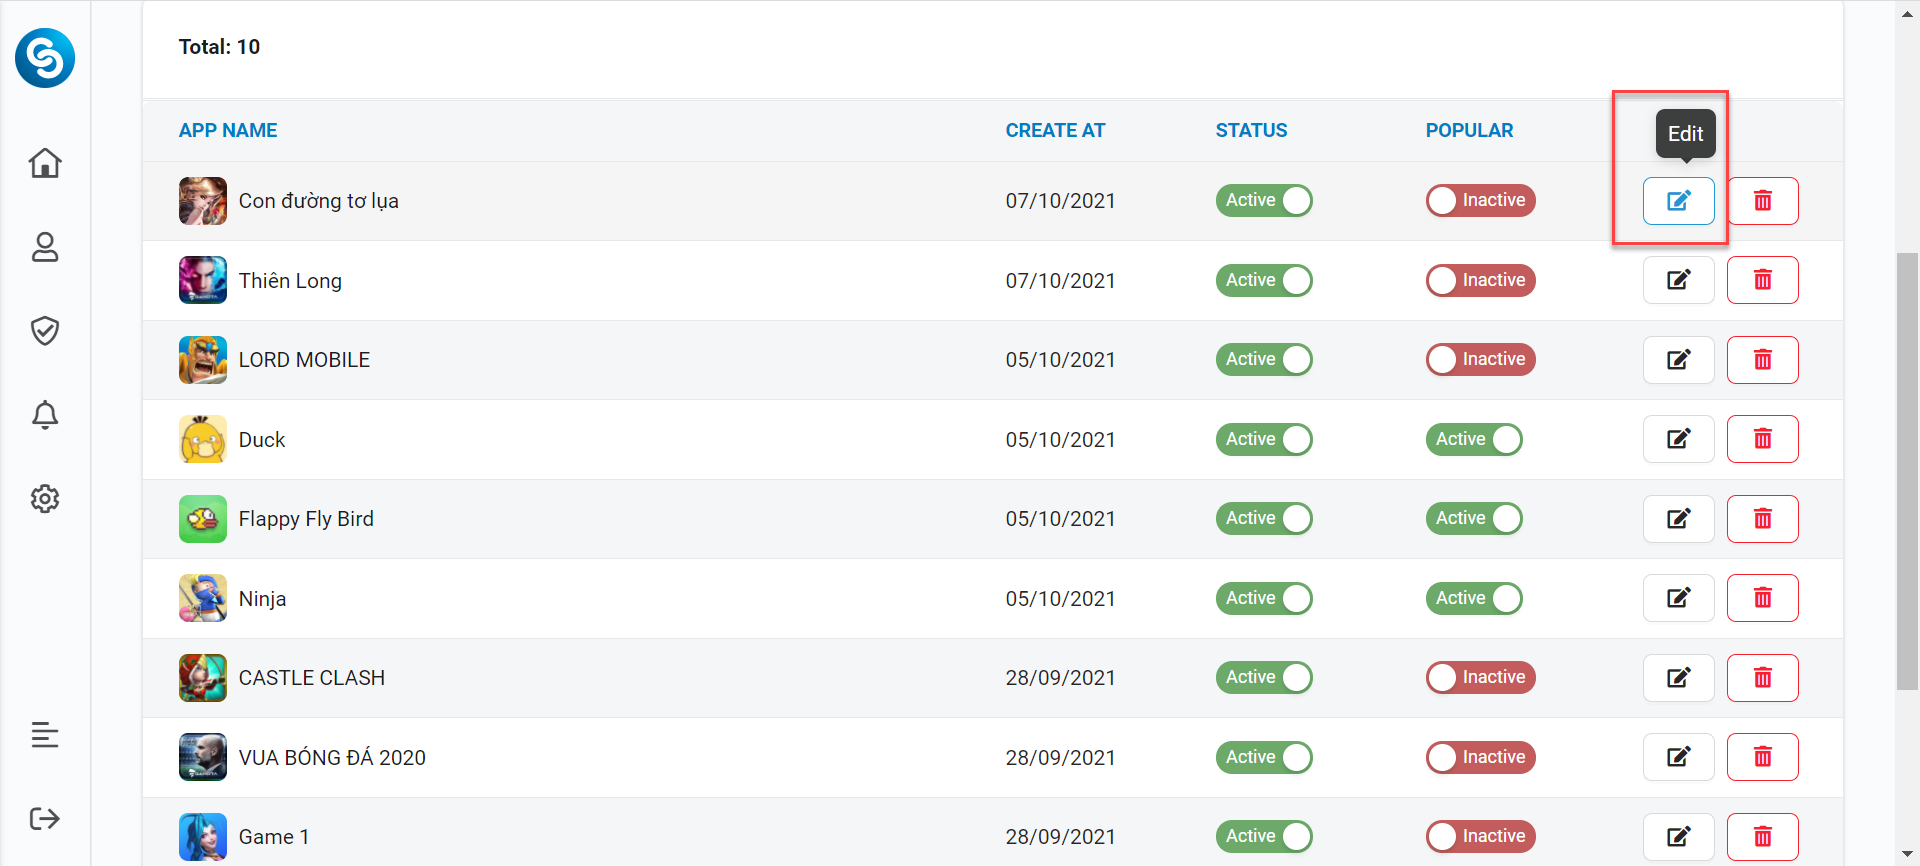 Total: 10
APP NAME CREATE AT STATUS POPULAR Edit
Con đường tơ lụa 07/10/2021 Active Inactive
Thiên Long 07/10/2021 Active Inactive
LORD MOBILE 05/10/2021 Active Inactive
Duck 05/10/2021 Active Active
Flappy Fly Bird 05/10/2021 Active Active
Ninja 05/10/2021 Active Active
CASTLE CLASH 28/09/2021 Active Inactive
VUA BÓNG ĐÁ 2020 28/09/2021 Active Inactive
Game 1 28/09/2021 Active Inactive